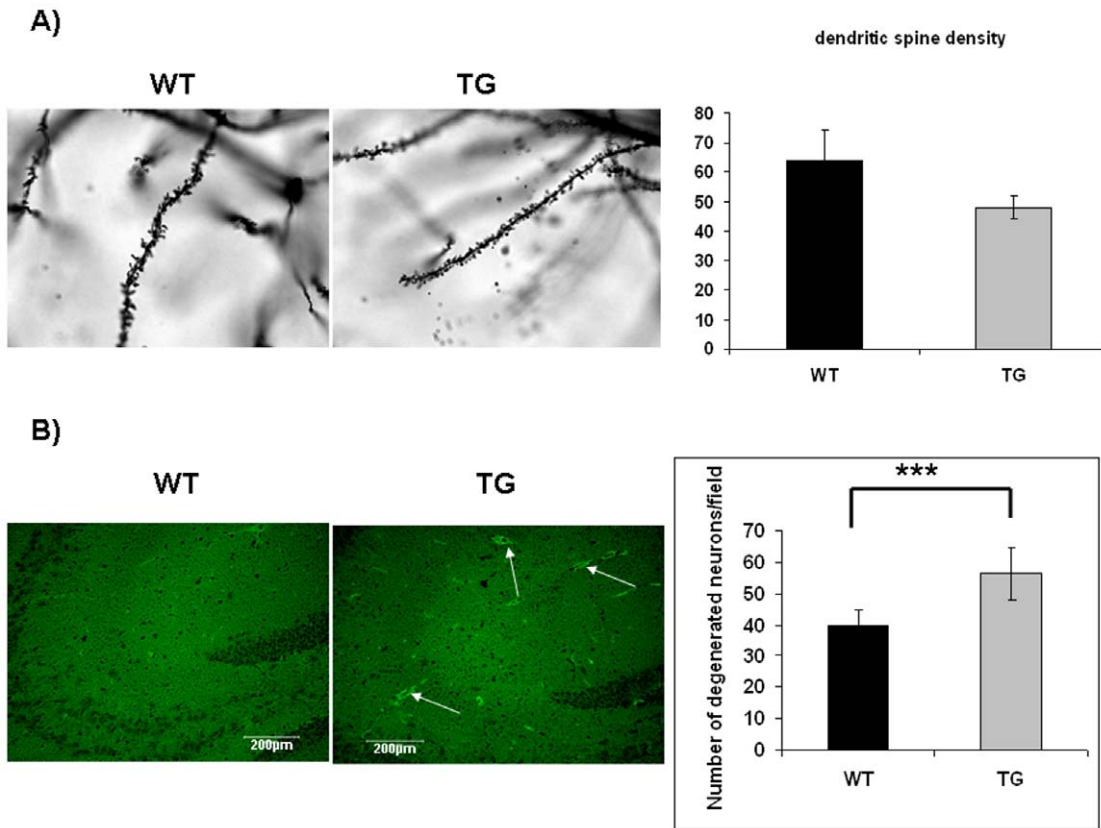 A)
WT
TG
dendritic spine density
80
70
60
50
40
30
20
10
0
WT
TG
B)
WT
TG
200µm
200µm
Number of degenerated neurons/field
***
70
60
50
40
30
20
10
0
WT
TG